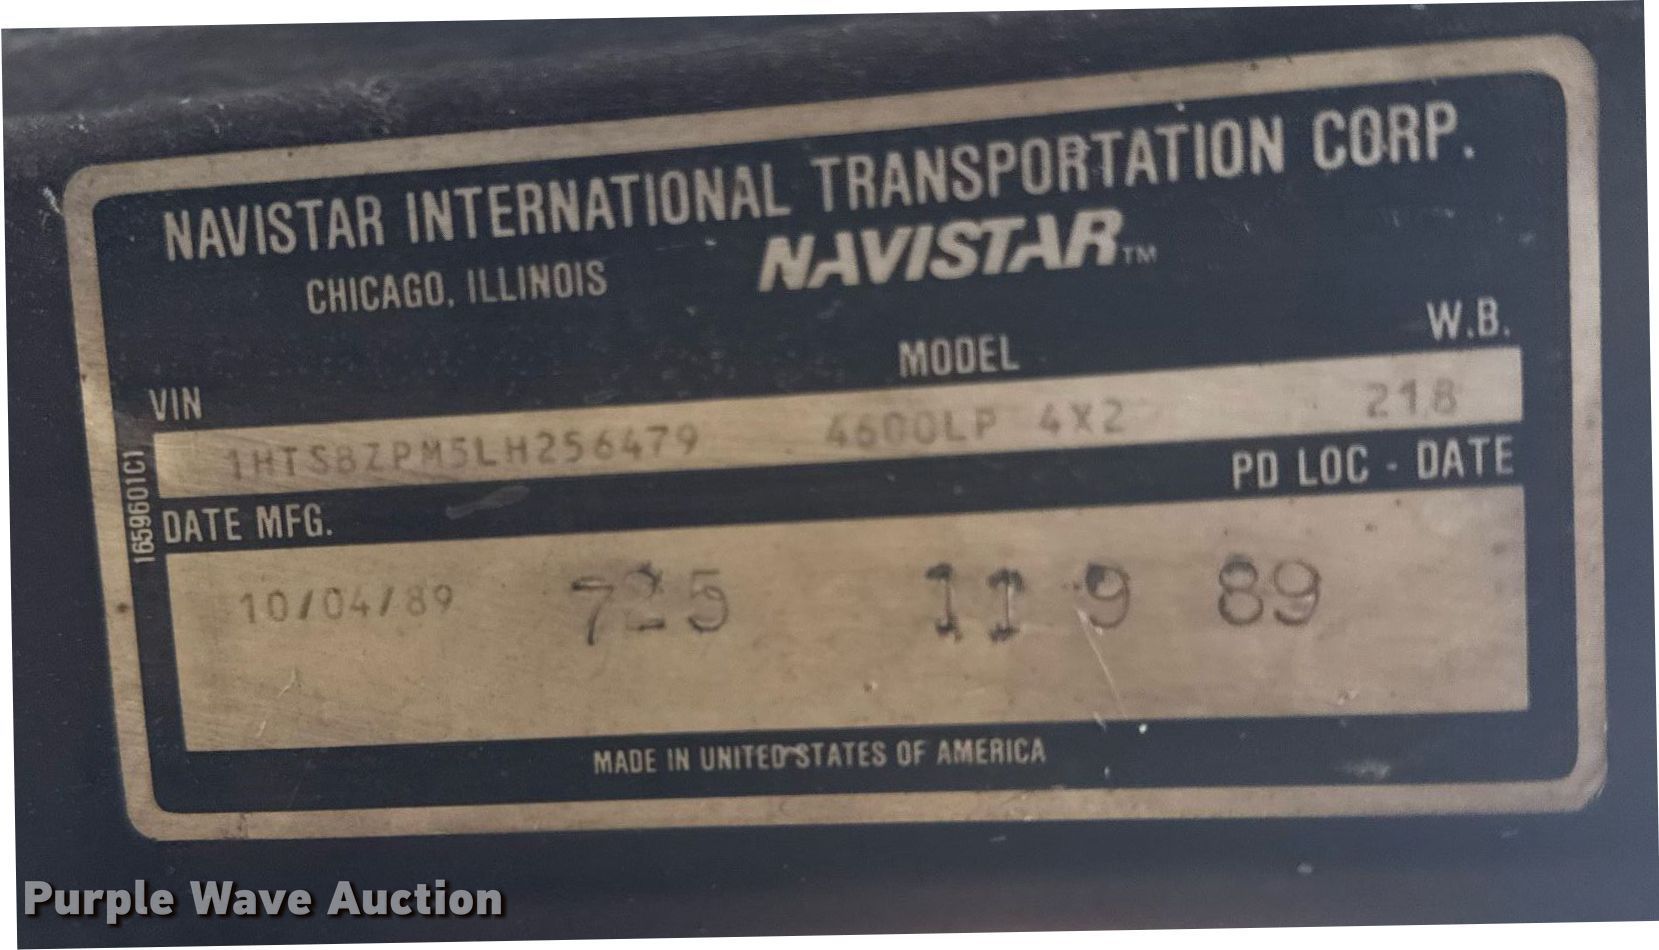 NAVISTAR INTERNATIONAL TRANSPORTATION CORP.
CHICAGO, ILLINOIS
NAVISTAR™
VIN
MODEL
W.B.
1HTSBZPM5LH256479 4600LP 4X2 218
1659601C1
DATE MFG.
PD LOC - DATE
10/04/89 725 11 9 89
MADE IN UNITED STATES OF AMERICA
Purple Wave Auction